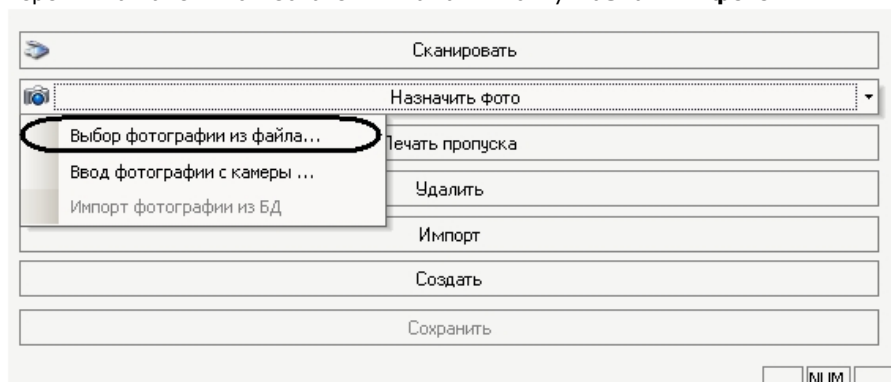 Сканировать
Назначить фото
Выбор фотографии из файла...
Печать пропуска
Ввод фотографии с камеры ...
Удалить
Импорт фотографии из БД
Импорт
Создать
Сохранить
NUM